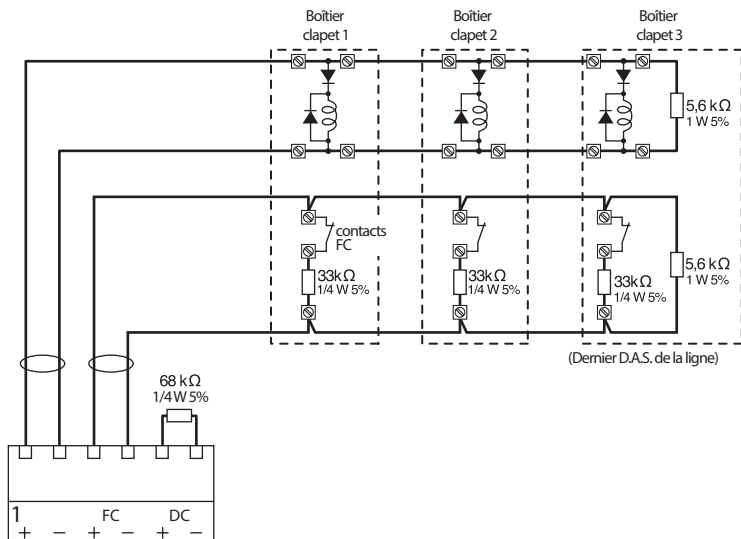 Boîtier
clapet 1
Boîtier
clapet 2
Boîtier
clapet 3
5,6 kΩ
1 W 5%
contacts
FC
33kΩ
1/4 W 5%
33kΩ
1/4 W 5%
33kΩ
1/4 W 5%
5,6 kΩ
1 W 5%
(Dernier D.A.S. de la ligne)
68 kΩ
1/4 W 5%
1 FC DC
+ − + − + −